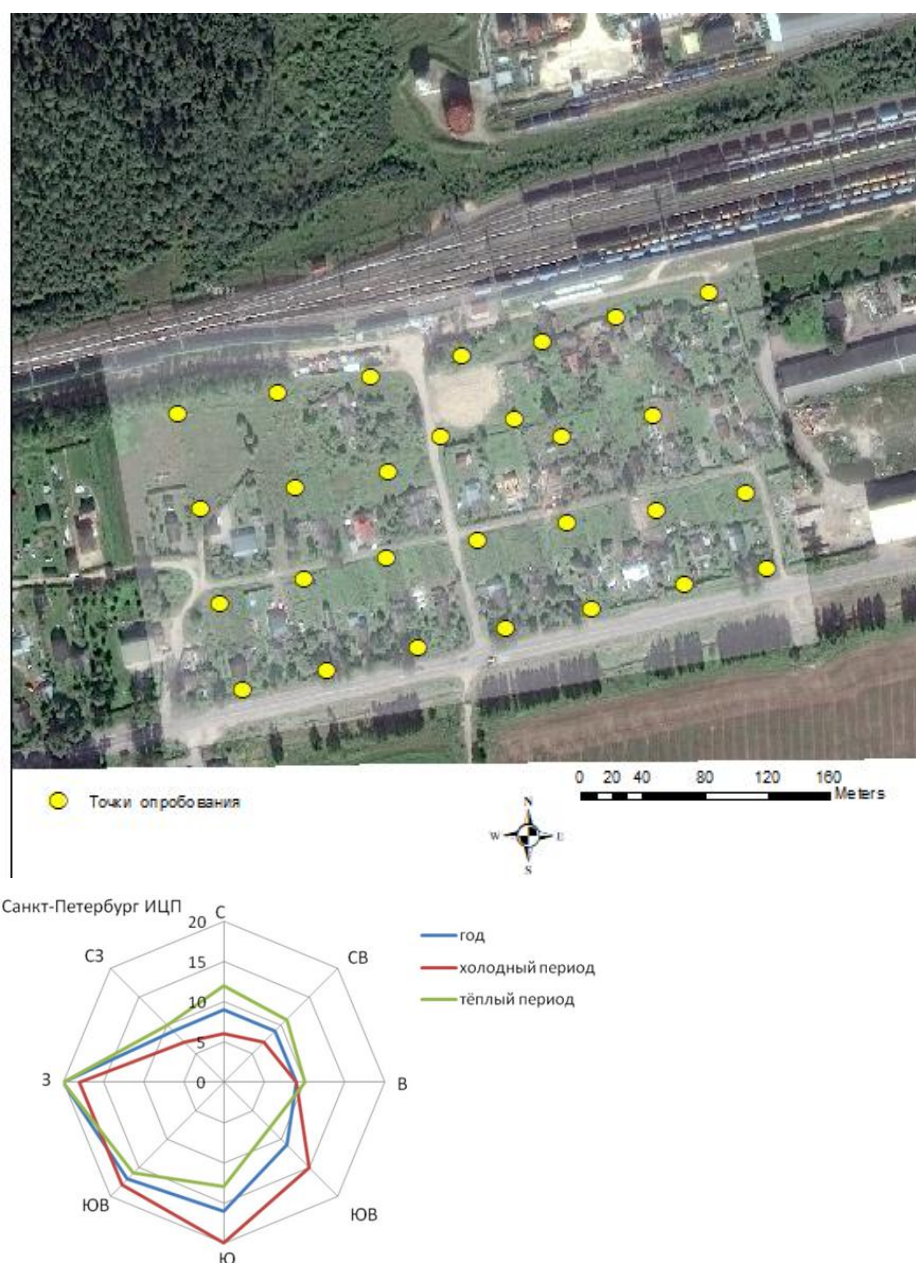 Точки опробования
0 20 40 80 120 160
Meters
N
W E
S
Санкт-Петербург ИЦП
С
СВ
В
ЮВ
Ю
ЮВ
З
СЗ
20
15
10
5
0
год
холодный период
тёплый период